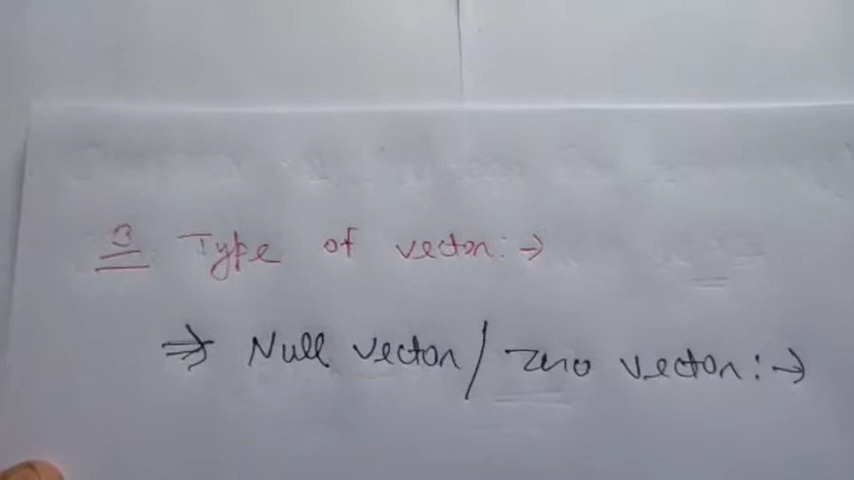 3 Type of vector:→
⇒ Null vector / Zero vector:→